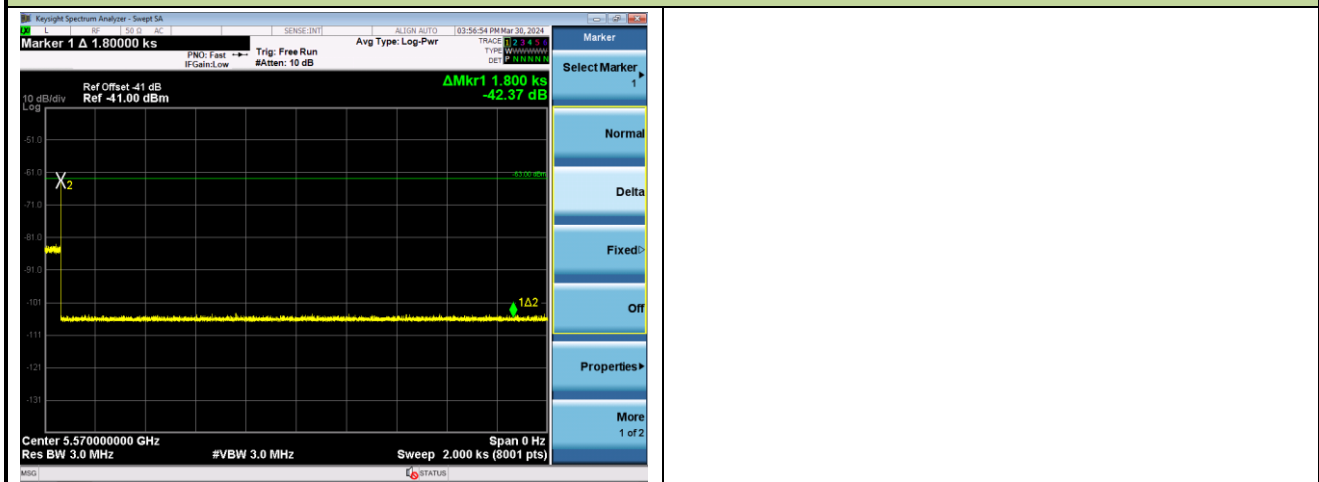 Keysight Spectrum Analyzer - Swept SA
L RF 50 Ω AC SENSE:INT ALIGN AUTO 03:56:54 PM Mar 30, 2024
Marker 1 Δ 1.80000 ks
PNO: Fast Trig: Free Run Avg Type: Log-Pwr TRACE 1 2 3 4 5 6
IFGain:Low #Atten: 10 dB TYPE WWWWWW
DET P N N N N N
ΔMkr1 1.800 ks
-42.37 dB
Ref Offset -41 dB
10 dB/div Ref -41.00 dBm
Log
-51.0
-61.0
-63.00 dBm
2
-71.0
-81.0
-91.0
-101
1Δ2
-111
-121
-131
Center 5.570000000 GHz Span 0 Hz
Res BW 3.0 MHz #VBW 3.0 MHz Sweep 2.000 ks (8001 pts)
MSG STATUS
Marker
Select Marker
1
Normal
Delta
Fixed
Off
Properties
More
1 of 2